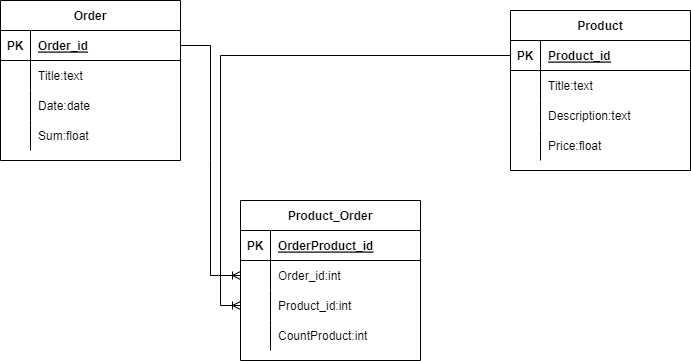 Order
PK Order_id
Title:text
Date:date
Sum:float
Product
PK Product_id
Title:text
Description:text
Price:float
Product_Order
PK OrderProduct_id
Order_id:int
Product_id:int
CountProduct:int